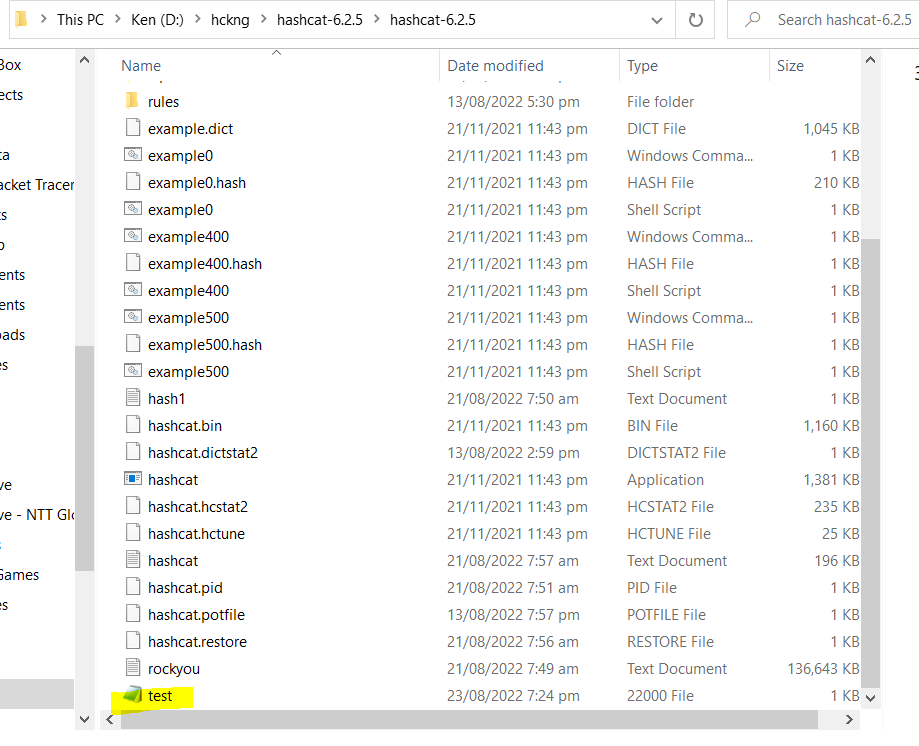 This PC > Ken (D:) > hckng > hashcat-6.2.5 > hashcat-6.2.5
Search hashcat-6.2.5
Name Date modified Type Size
rules 13/08/2022 5:30 pm File folder
example.dict 21/11/2021 11:43 pm DICT File 1,045 KB
example0 21/11/2021 11:43 pm Windows Comma... 1 KB
example0.hash 21/11/2021 11:43 pm HASH File 210 KB
example0 21/11/2021 11:43 pm Shell Script 1 KB
example400 21/11/2021 11:43 pm Windows Comma... 1 KB
example400.hash 21/11/2021 11:43 pm HASH File 1 KB
example400 21/11/2021 11:43 pm Shell Script 1 KB
example500 21/11/2021 11:43 pm Windows Comma... 1 KB
example500.hash 21/11/2021 11:43 pm HASH File 1 KB
example500 21/11/2021 11:43 pm Shell Script 1 KB
hash1 21/08/2022 7:50 am Text Document 1 KB
hashcat.bin 21/11/2021 11:43 pm BIN File 1,160 KB
hashcat.dictstat2 13/08/2022 2:59 pm DICTSTAT2 File 1 KB
hashcat 21/11/2021 11:43 pm Application 1,381 KB
hashcat.hcstat2 21/11/2021 11:43 pm HCSTAT2 File 235 KB
hashcat.hctune 21/11/2021 11:43 pm HCTUNE File 25 KB
hashcat 21/08/2022 7:57 am Text Document 196 KB
hashcat.pid 21/08/2022 7:51 am PID File 1 KB
hashcat.potfile 13/08/2022 7:57 pm POTFILE File 1 KB
hashcat.restore 21/08/2022 7:56 am RESTORE File 1 KB
rockyou 21/08/2022 7:49 am Text Document 136,643 KB
test 23/08/2022 7:24 pm 22000 File 1 KB
Box
ects
ta
acket Tracer
ts
o
ents
ents
oads
es
ve
ve - NTT Glo
Games
es